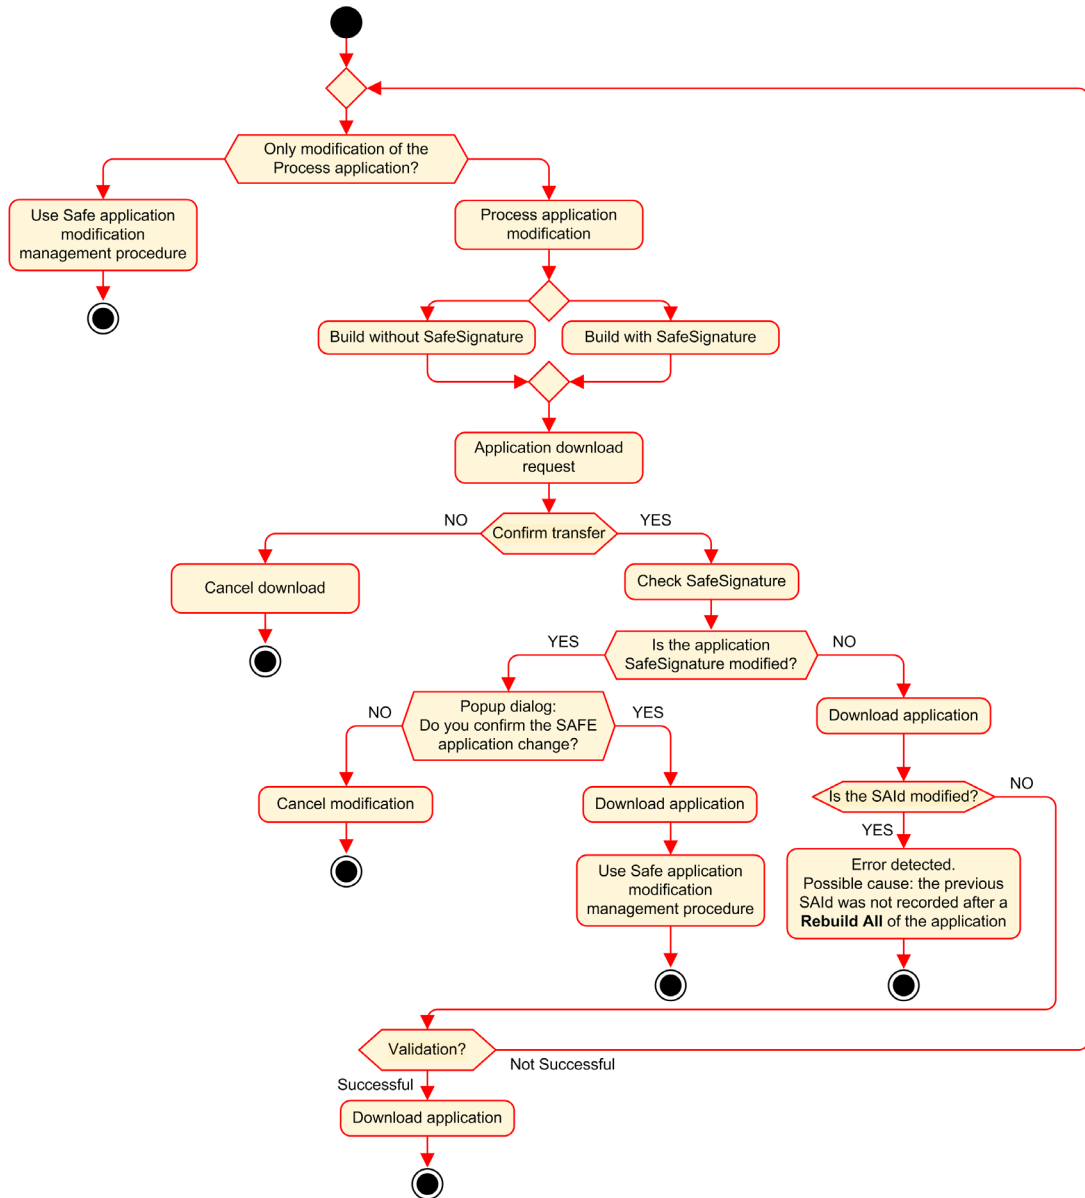 Only modification of the
Process application?
Use Safe application
modification
management procedure
Process application
modification
Build without SafeSignature
Build with SafeSignature
Application download
request
NO
Confirm transfer
YES
Cancel download
Check SafeSignature
YES
Is the application
SafeSignature modified?
NO
NO
Popup dialog:
Do you confirm the SAFE
application change?
YES
Download application
Cancel modification
Download application
Is the SAId modified?
NO
YES
Use Safe application
modification
management procedure
Error detected.
Possible cause: the previous
SAId was not recorded after a
Rebuild All of the application
Validation?
Not Successful
Successful
Download application